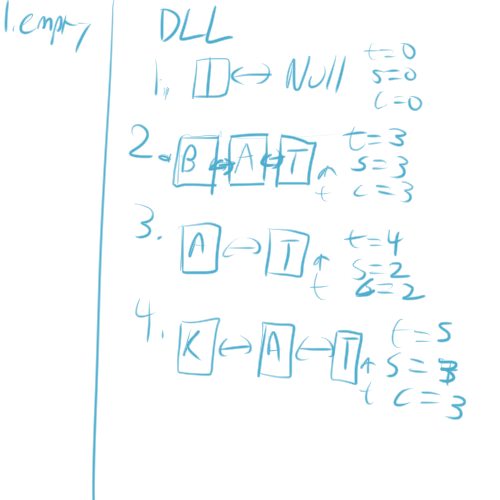 1. empty
DLL
1. [I] ↔ Null t=0 s=0 c=0
2. [B] ↔ [A] ↔ [T] ↑ t t=3 s=3 c=3
3. [A] ↔ [T] ↑ t t=4 s=2 c=2
4. [K] ↔ [A] ↔ [T] ↑ t t=5 s=3 c=3